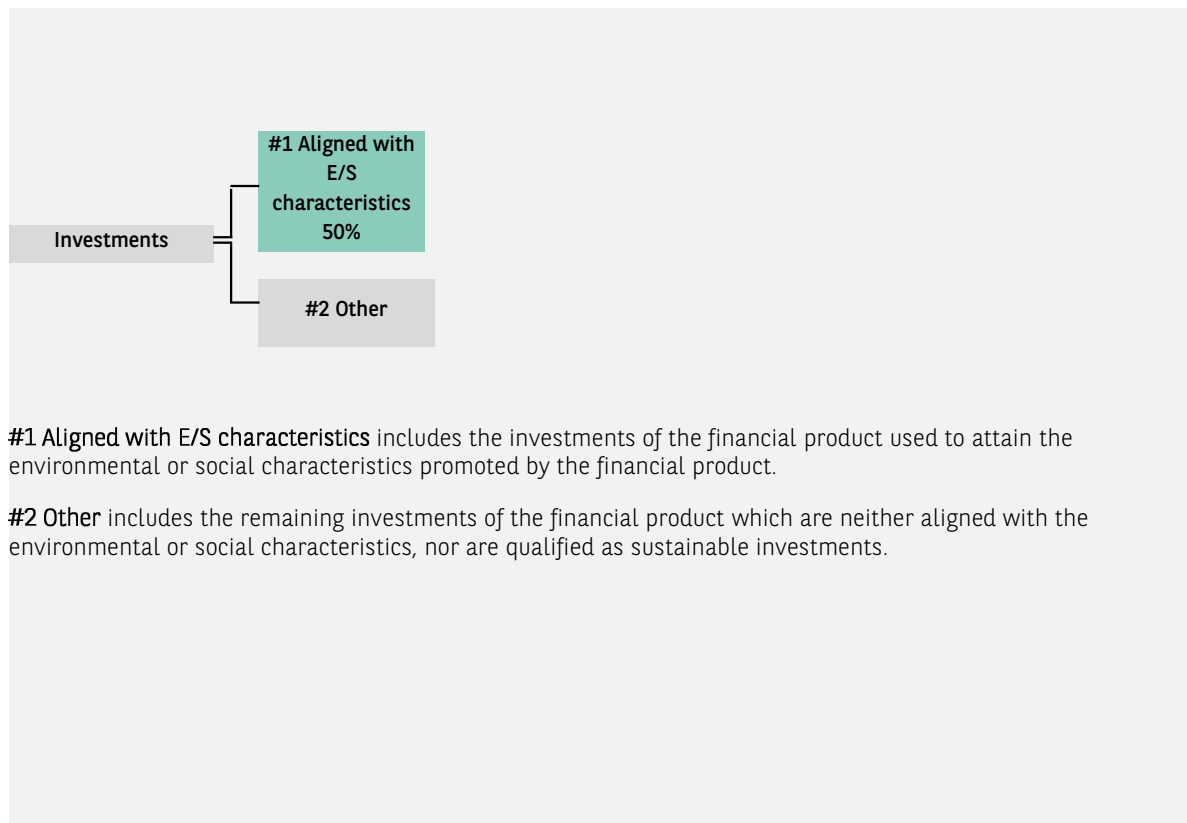 #1 Aligned with
E/S
characteristics
50%
Investments
#2 Other
#1 Aligned with E/S characteristics includes the investments of the financial product used to attain the
environmental or social characteristics promoted by the financial product.
#2 Other includes the remaining investments of the financial product which are neither aligned with the
environmental or social characteristics, nor are qualified as sustainable investments.